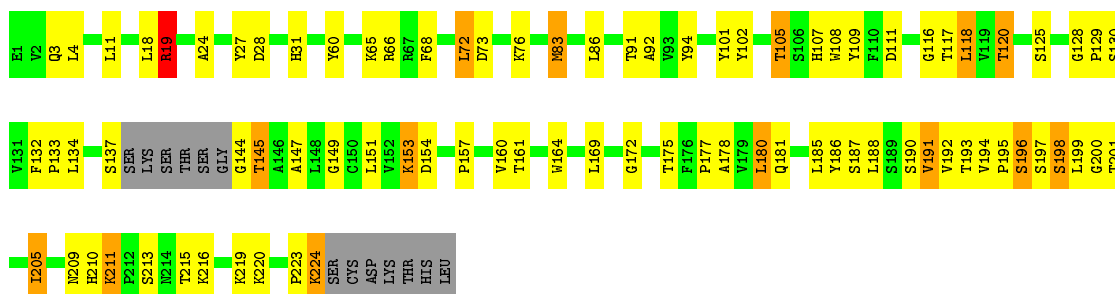 E1 V2 Q3 L4 L11 L18 R19 A24 Y27 D28 H31 Y60 K65 R66 R67 F68 L72 D73 K76 M83 L86 T91 A92 V93 Y94 Y101 Y102 T105 S106 H107 W108 Y109 F110 D111 G116 T117 L118 V119 T120 S125 G128 P129 S130
V131 F132 P133 L134 S137 SER LYS SER THR SER GLY G144 T145 A146 A147 L148 G149 C150 L151 V152 K153 D154 P157 V160 T161 W164 L169 G172 T175 F176 P177 A178 V179 L180 Q181 L185 Y186 S187 L188 S189 S190 V191 V192 T193 V194 P195 S196 S197 S198 L199 G200 T201
I205 N209 H210 K211 P212 S213 N214 T215 K216 K219 K220 P223 K224 SER CYS ASP LYS THR HIS LEU